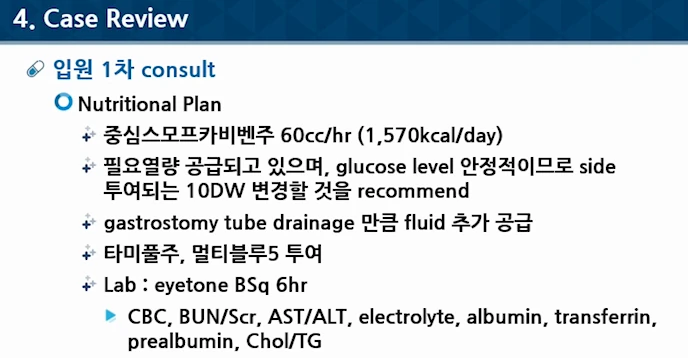 4. Case Review
입원 1차 consult
Nutritional Plan
중심스모프카비벤주 60cc/hr (1,570kcal/day)
필요열량 공급되고 있으며, glucose level 안정적이므로 side
투여되는 10DW 변경할 것을 recommend
gastrostomy tube drainage 만큼 fluid 추가 공급
타미풀주, 멀티블루5 투여
Lab : eyetone BSq 6hr
CBC, BUN/Scr, AST/ALT, electrolyte, albumin, transferrin,
prealbumin, Chol/TG